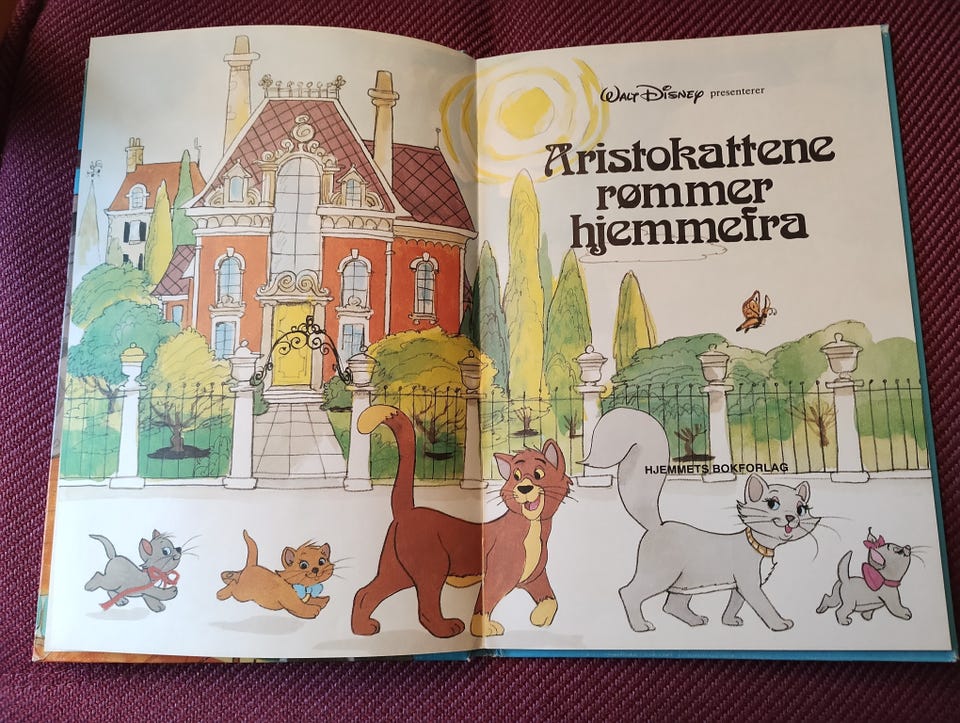 Walt Disney presenterer
Aristokattene
rømmer
hjemmefra
HJEMMETS BOKFORLAG